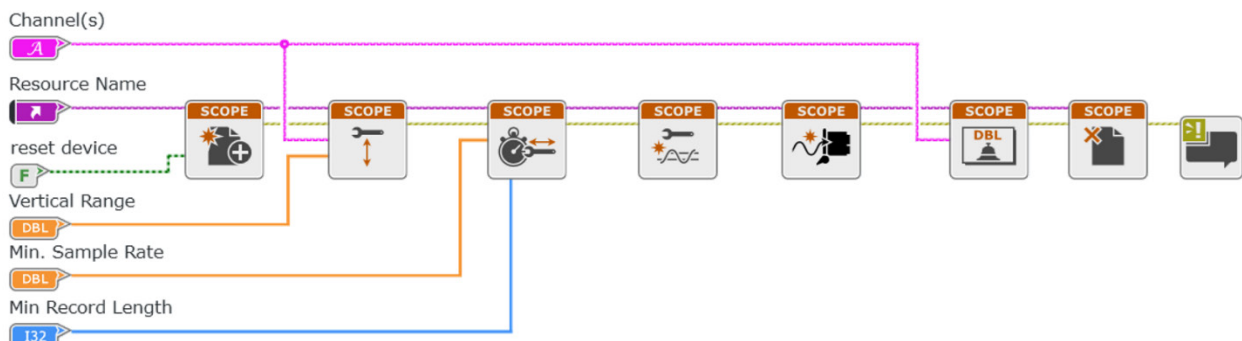 Channel(s)
A
Resource Name
SCOPE SCOPE SCOPE SCOPE SCOPE SCOPE SCOPE
reset device
DBL
F
Vertical Range
DBL
Min. Sample Rate
DBL
Min Record Length
I32